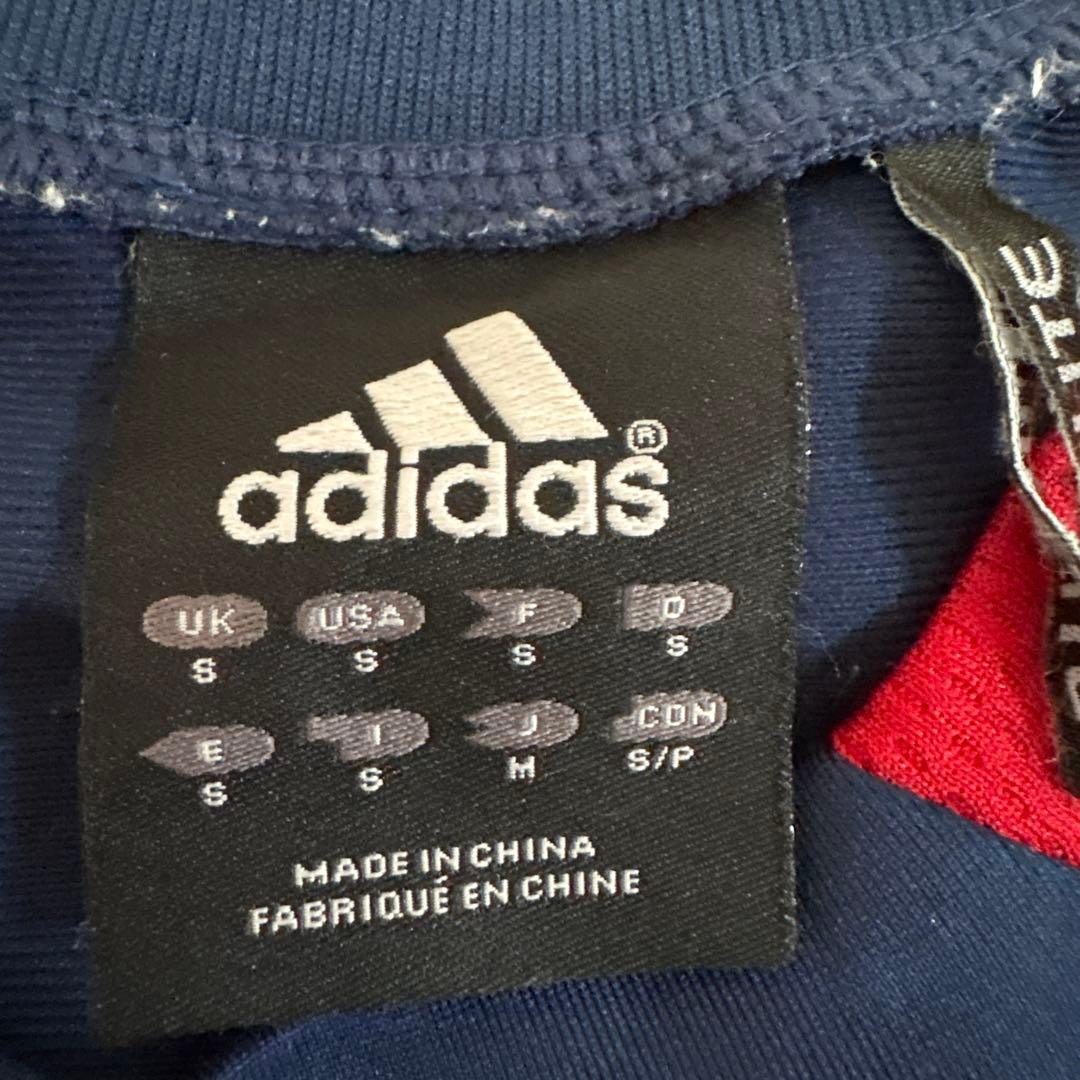 adidas®
UK USA F D
S S S S
E I J CDN
S S M S/P
MADE IN CHINA
FABRIQUÉ EN CHINE